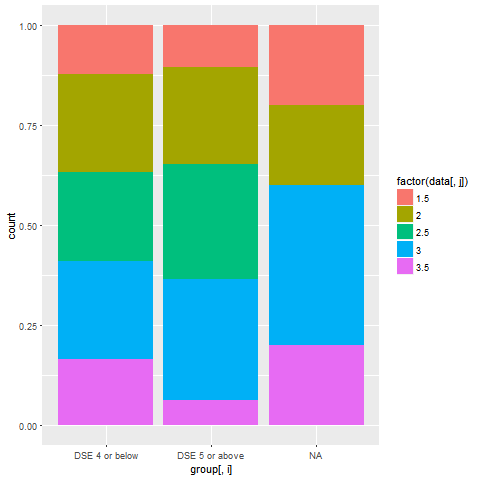 1.00
0.75
0.50
0.25
0.00
count
DSE 4 or below
DSE 5 or above
NA
group[, i]
factor(data[, j])
1.5
2
2.5
3
3.5